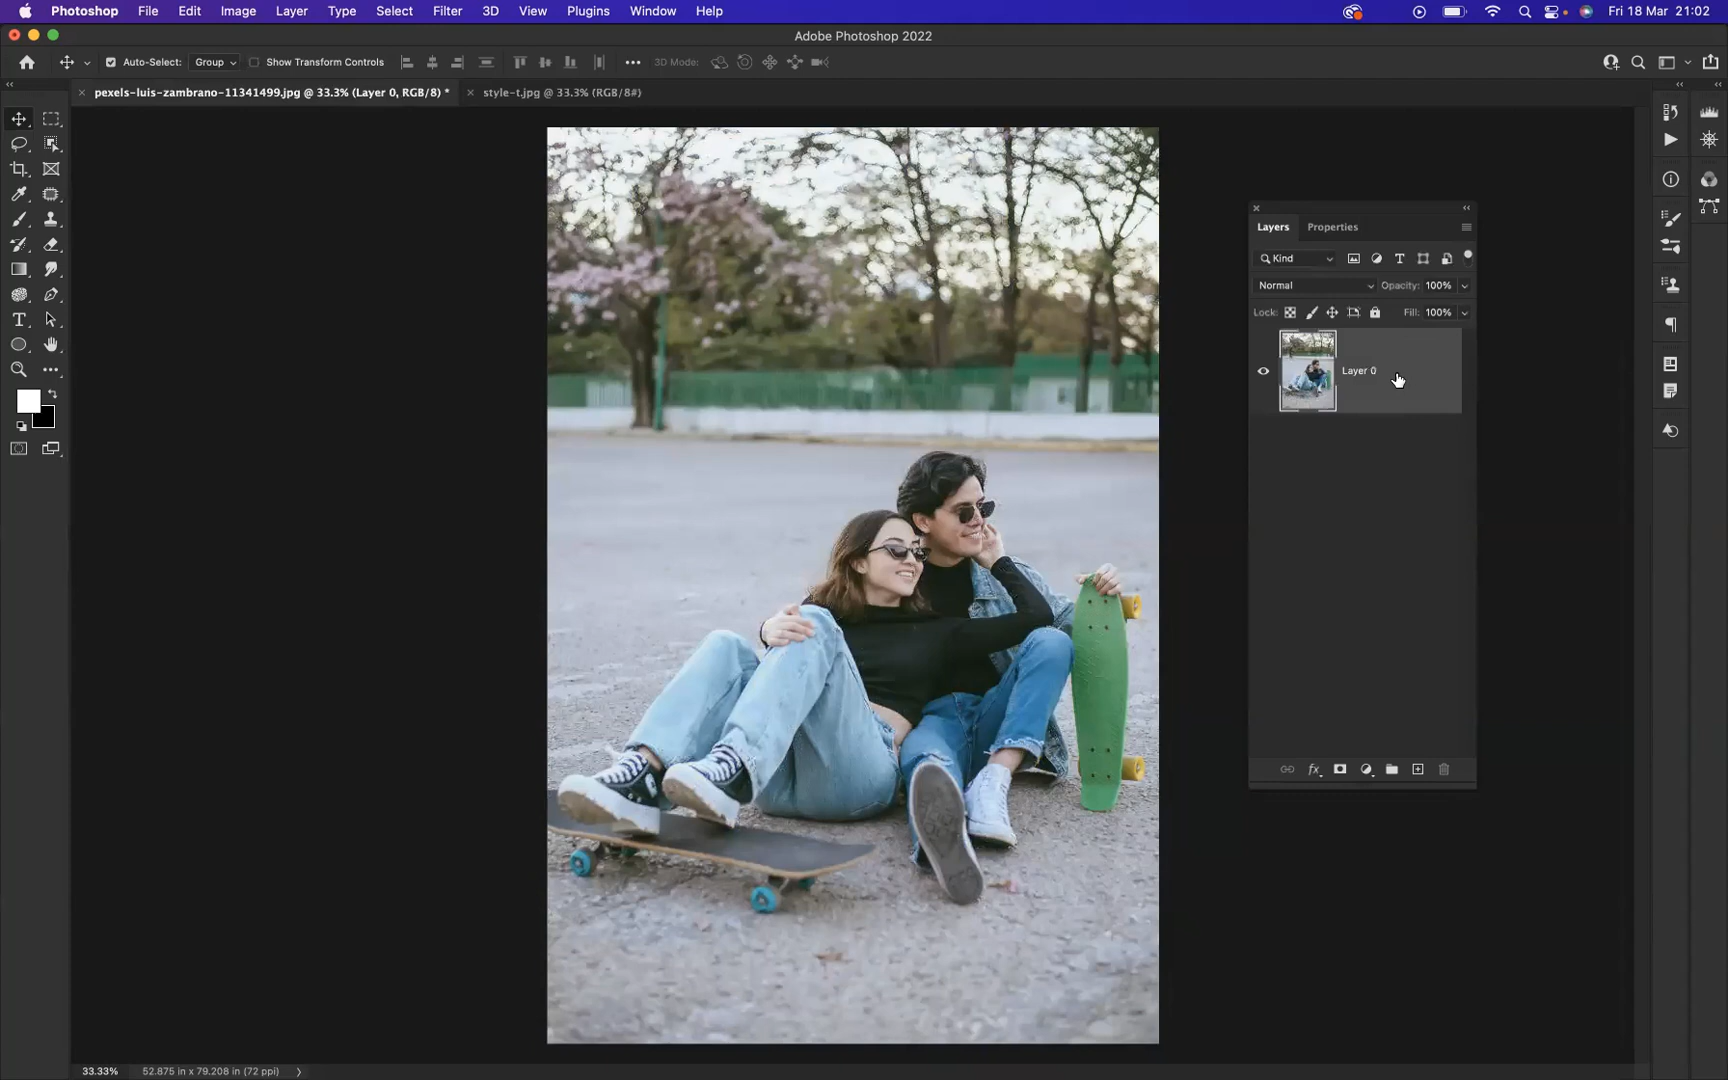 Photoshop File Edit Image Layer Type Select Filter 3D View Plugins Window Help Fri 18 Mar 21:02
Adobe Photoshop 2022
Auto-Select: Group Show Transform Controls 3D Mode:
pexels-luis-zambrano-11341499.jpg @ 33.3% (Layer 0, RGB/8) * style-t.jpg @ 33.3% (RGB/8#)
Layers Properties
Kind
Normal Opacity: 100%
Lock: Fill: 100%
Layer 0
33.33% 52.875 in x 79.208 in (72 ppi)